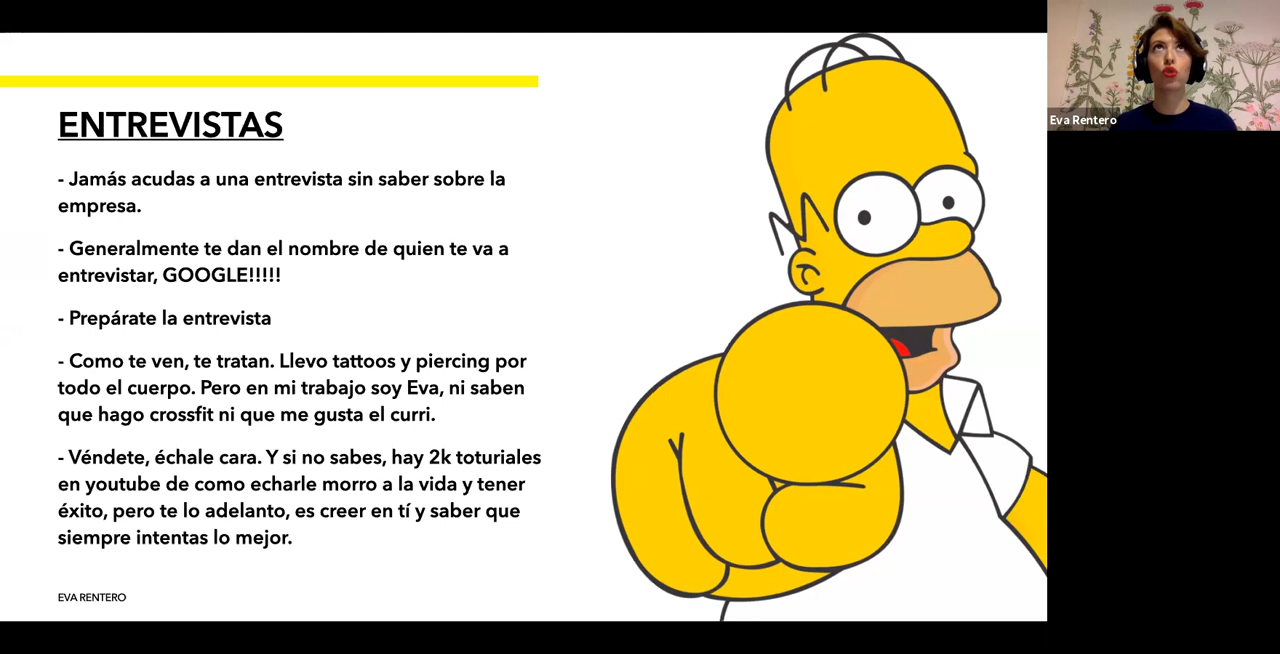 ENTREVISTAS
- Jamás acudas a una entrevista sin saber sobre la
empresa.
- Generalmente te dan el nombre de quien te va a
entrevistar, GOOGLE!!!!!
- Prepárate la entrevista
- Como te ven, te tratan. Llevo tattoos y piercing por
todo el cuerpo. Pero en mi trabajo soy Eva, ni saben
que hago crossfit ni que me gusta el curri.
- Véndete, échale cara. Y si no sabes, hay 2k toturiales
en youtube de como echarle morro a la vida y tener
éxito, pero te lo adelanto, es creer en tí y saber que
siempre intentas lo mejor.
EVA RENTERO
Eva Rentero